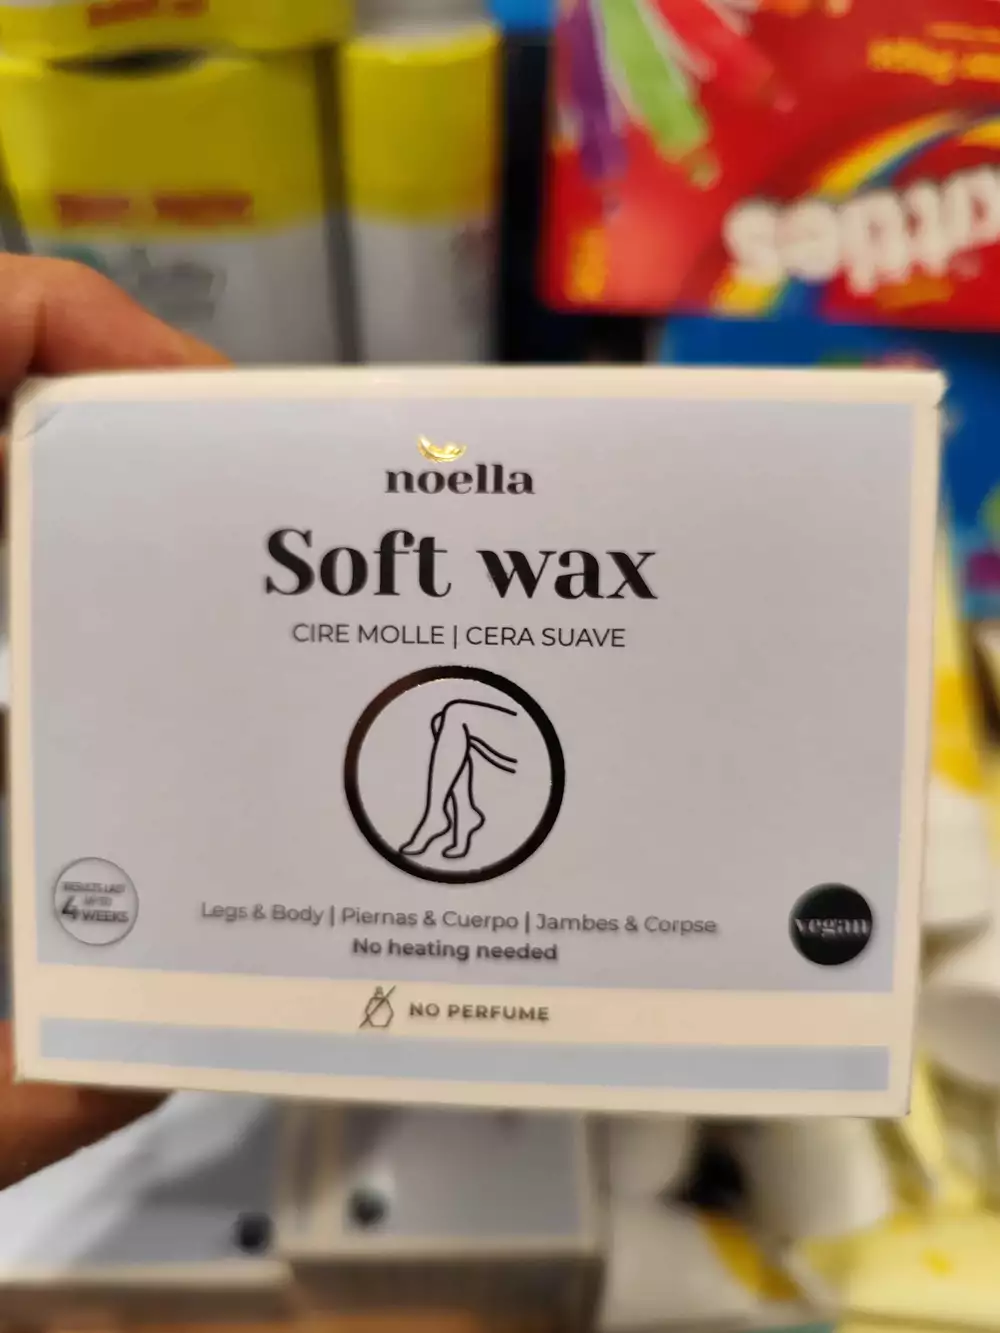 noella
Soft wax
CIRE MOLLE | CERA SUAVE
RESULTS LAST
UP TO
4 WEEKS
Legs & Body | Piernas & Cuerpo | Jambes & Corpse
No heating needed
vegan
NO PERFUME